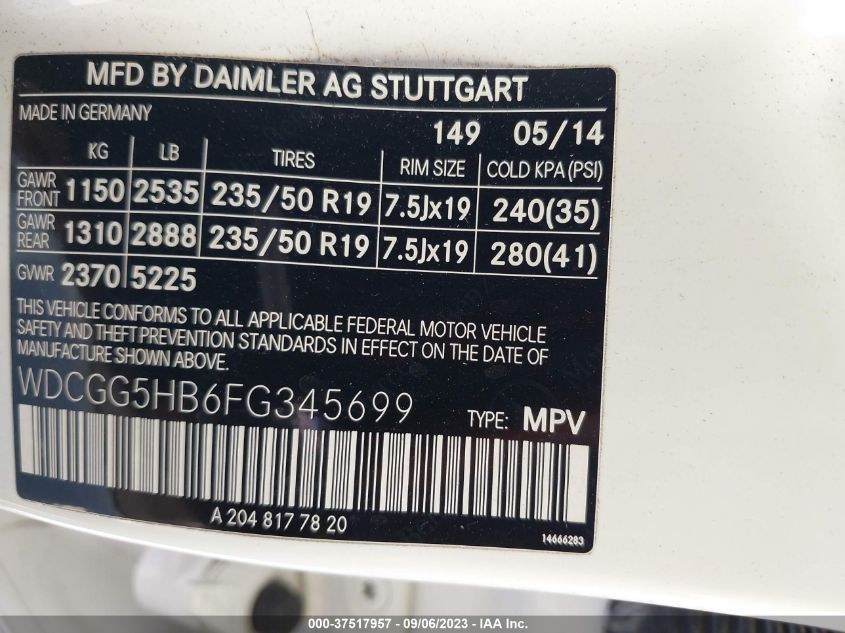 MFD BY DAIMLER AG STUTTGART
MADE IN GERMANY
149 05/14
KG LB TIRES RIM SIZE COLD KPA (PSI)
GAWR FRONT 1150 2535 235/50 R19 7.5Jx19 240(35)
GAWR REAR 1310 2888 235/50 R19 7.5Jx19 280(41)
GVWR 2370 5225
THIS VEHICLE CONFORMS TO ALL APPLICABLE FEDERAL MOTOR VEHICLE
SAFETY AND THEFT PREVENTION STANDARDS IN EFFECT ON THE DATE OF
MANUFACTURE SHOWN ABOVE.
WDCGG5HB6FG345699
TYPE: MPV
A 204 817 78 20
14666283
000-37517957 - 09/06/2023 - IAA Inc.